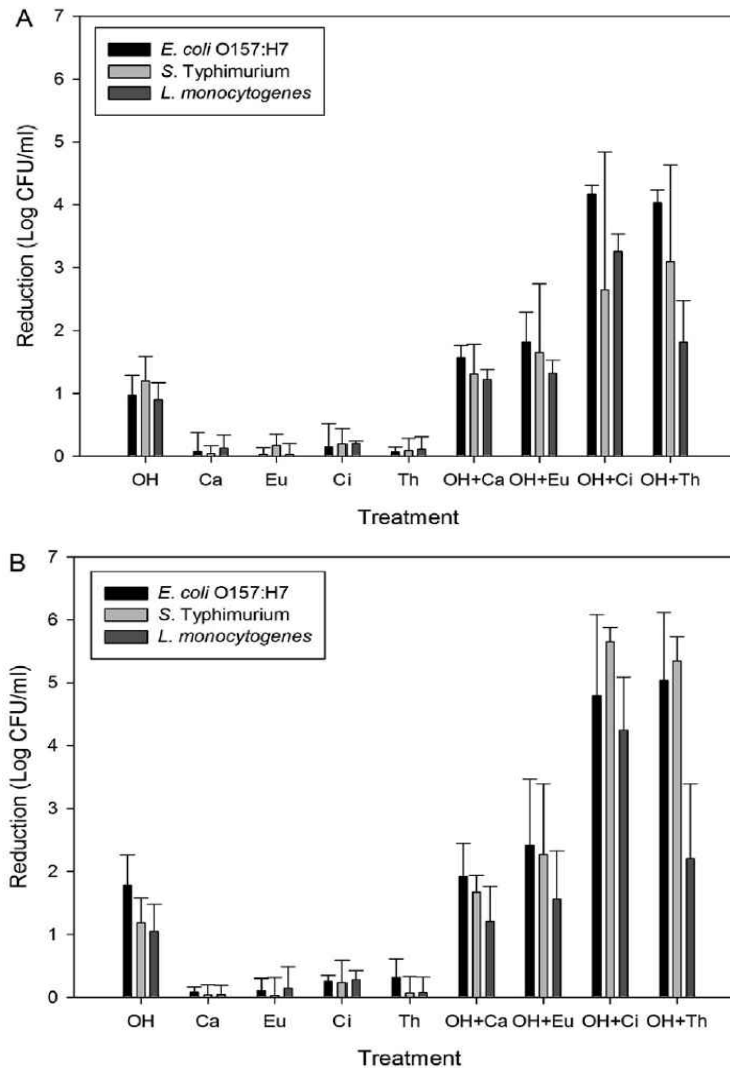 A
7
6
5
4
3
2
1
0
Reduction (Log CFU/ml)
E. coli O157:H7
S. Typhimurium
L. monocytogenes
OH Ca Eu Ci Th OH+Ca OH+Eu OH+Ci OH+Th
Treatment
B
7
6
5
4
3
2
1
0
Reduction (Log CFU/ml)
E. coli O157:H7
S. Typhimurium
L. monocytogenes
OH Ca Eu Ci Th OH+Ca OH+Eu OH+Ci OH+Th
Treatment